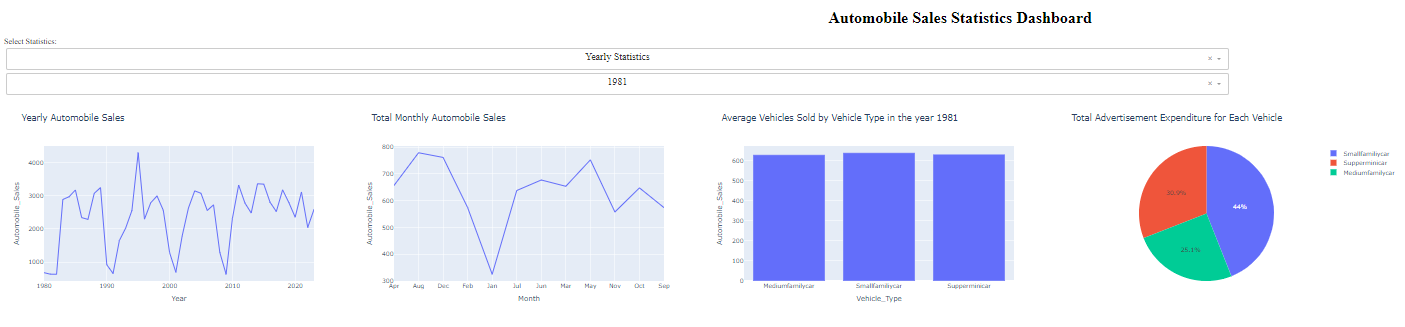 Automobile Sales Statistics Dashboard
Select Statistics:
Yearly Statistics
× ▾
1981
× ▾
Yearly Automobile Sales
Automobile_Sales
4000
3000
2000
1000
1980 1990 2000 2010 2020
Year
Total Monthly Automobile Sales
Automobile_Sales
800
700
600
500
400
300
Apr Aug Dec Feb Jan Jul Jun Mar May Nov Oct Sep
Month
Average Vehicles Sold by Vehicle Type in the year 1981
Automobile_Sales
600
500
400
300
200
100
0
Mediumfamilycar Smallfamiliycar Supperminicar
Vehicle_Type
Total Advertisement Expenditure for Each Vehicle
30.9%
44%
25.1%
Smallfamiliycar
Supperminicar
Mediumfamilycar